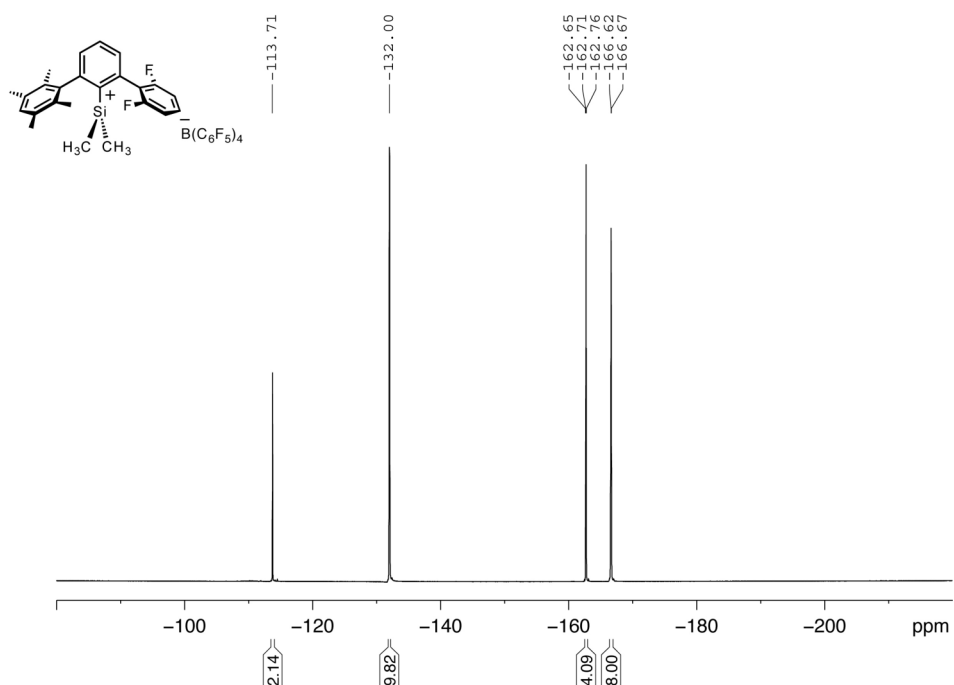 -113.71
-132.00
-162.65
-162.71
-162.76
-166.62
-166.67
F
F
+
Si
H₃C CH₃
−
B(C₆F₅)₄
−100 −120 −140 −160 −180 −200 ppm
2.14
9.82
4.09
8.00